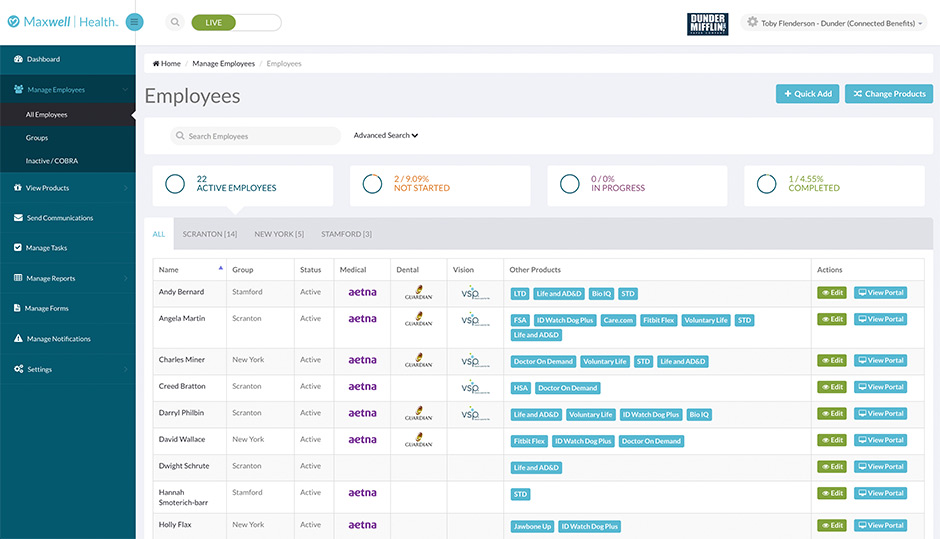 Maxwell | Health.
LIVE
DUNDER
MIFFLIN
Toby Flenderson - Dunder (Connected Benefits)
Dashboard
Manage Employees
All Employees
Groups
Inactive / COBRA
View Products
Send Communications
Manage Tasks
Manage Reports
Manage Forms
Manage Notifications
Settings
Home / Manage Employees / Employees
Employees
Quick Add
Change Products
Search Employees
Advanced Search
22
ACTIVE EMPLOYEES
2 / 9.09%
NOT STARTED
0 / 0%
IN PROGRESS
1 / 4.55%
COMPLETED
ALL SCRANTON [14] NEW YORK [5] STAMFORD [3]
Name Group Status Medical Dental Vision Other Products Actions
Andy Bernard Stamford Active aetna GUARDIAN vsp LTD Life and AD&D Bio IQ STD Edit View Portal
Angela Martin Scranton Active aetna GUARDIAN vsp FSA ID Watch Dog Plus Care.com Fitbit Flex Voluntary Life STD Edit View Portal
Life and AD&D
Charles Miner New York Active aetna GUARDIAN vsp Doctor On Demand Voluntary Life STD Life and AD&D Edit View Portal
Creed Bratton Scranton Active aetna vsp HSA Doctor On Demand Edit View Portal
Darryl Philbin Scranton Active aetna GUARDIAN vsp Life and AD&D Voluntary Life ID Watch Dog Plus Bio IQ Edit View Portal
David Wallace New York Active aetna GUARDIAN Fitbit Flex ID Watch Dog Plus Doctor On Demand Edit View Portal
Dwight Schrute Scranton Active Life and AD&D Edit View Portal
Hannah Stamford Active aetna STD Edit View Portal
Smoterich-barr
Holly Flax New York Active aetna Jawbone Up ID Watch Dog Plus Edit View Portal